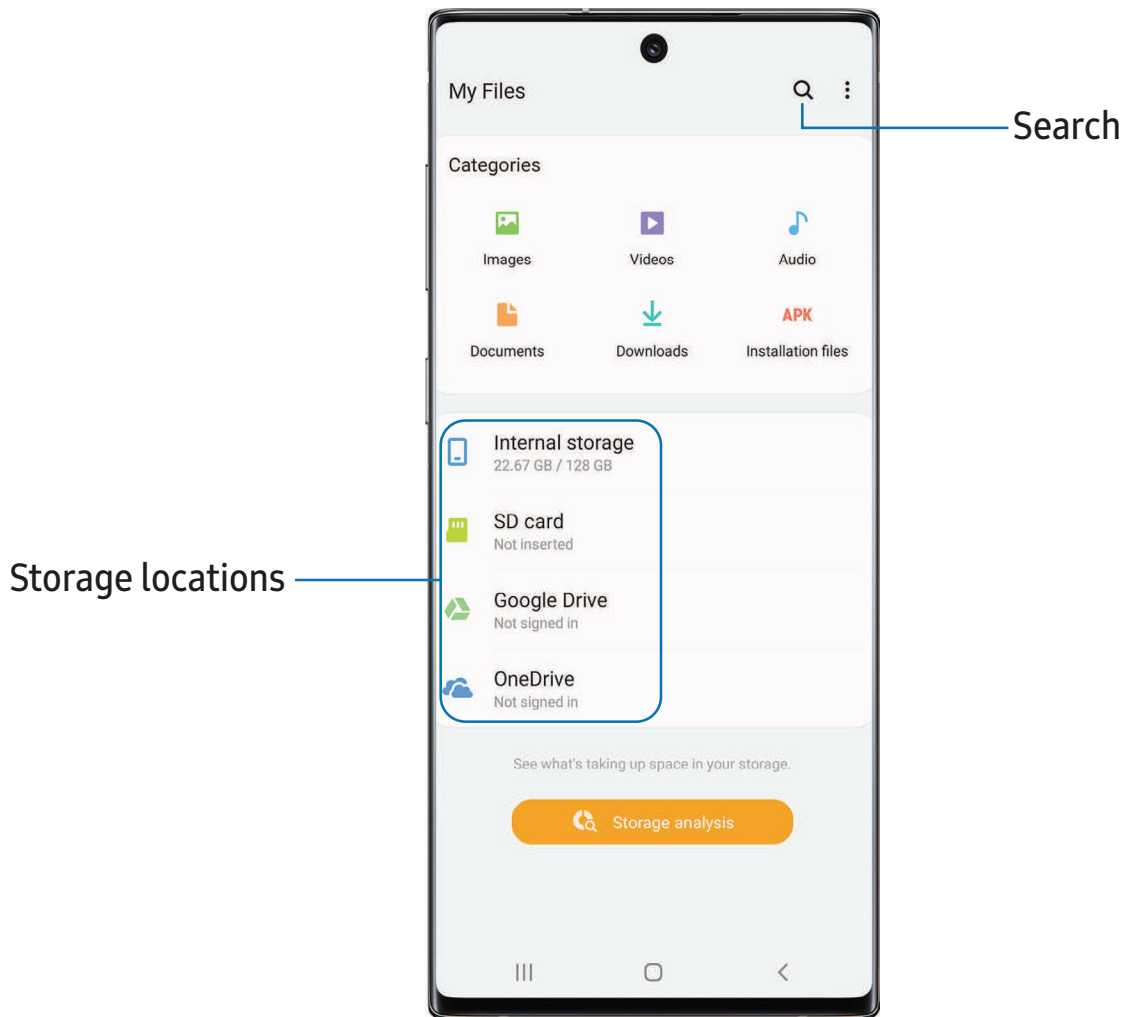 My Files
Search
Categories
Images Videos Audio
APK
Documents Downloads Installation files
Internal storage
22.67 GB / 128 GB
SD card
Not inserted
Storage locations
Google Drive
Not signed in
OneDrive
Not signed in
See what's taking up space in your storage.
Storage analysis